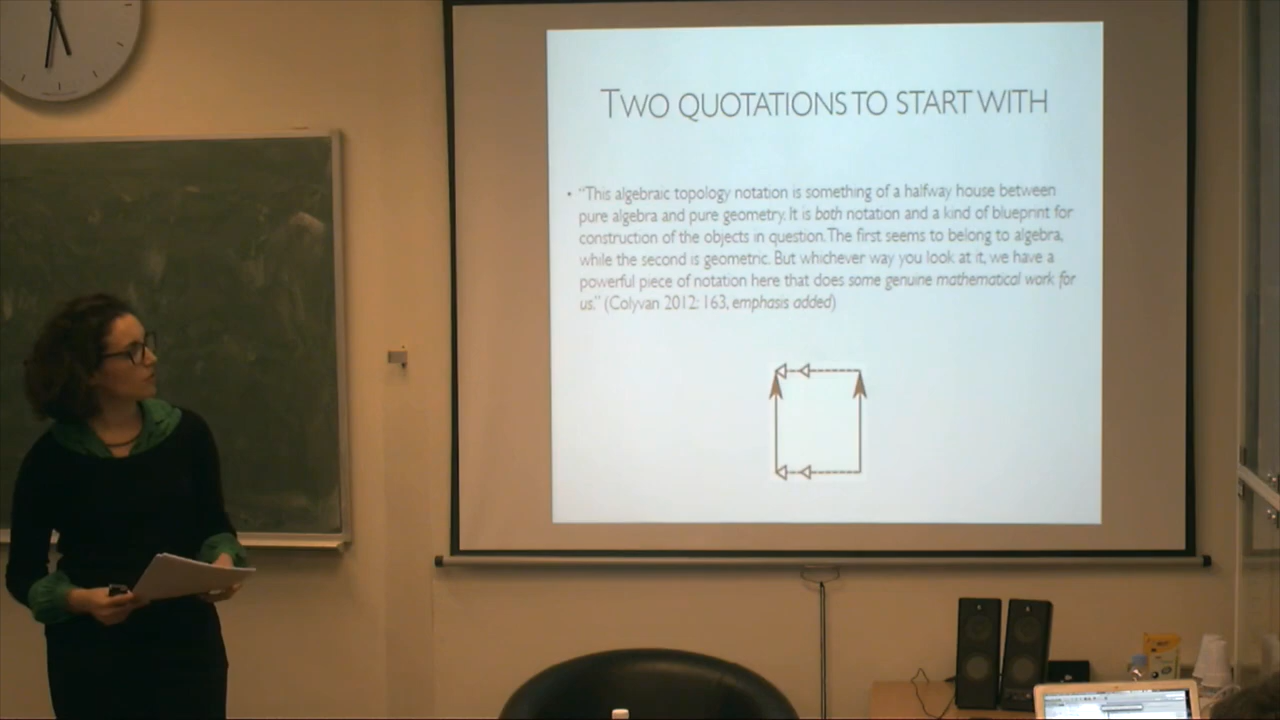 TWO QUOTATIONS TO START WITH
• “This algebraic topology notation is something of a halfway house between
pure algebra and pure geometry. It is both notation and a kind of blueprint for
construction of the objects in question. The first seems to belong to algebra,
while the second is geometric. But whichever way you look at it, we have a
powerful piece of notation here that does some genuine mathematical work for
us.” (Colyvan 2012: 163, emphasis added)